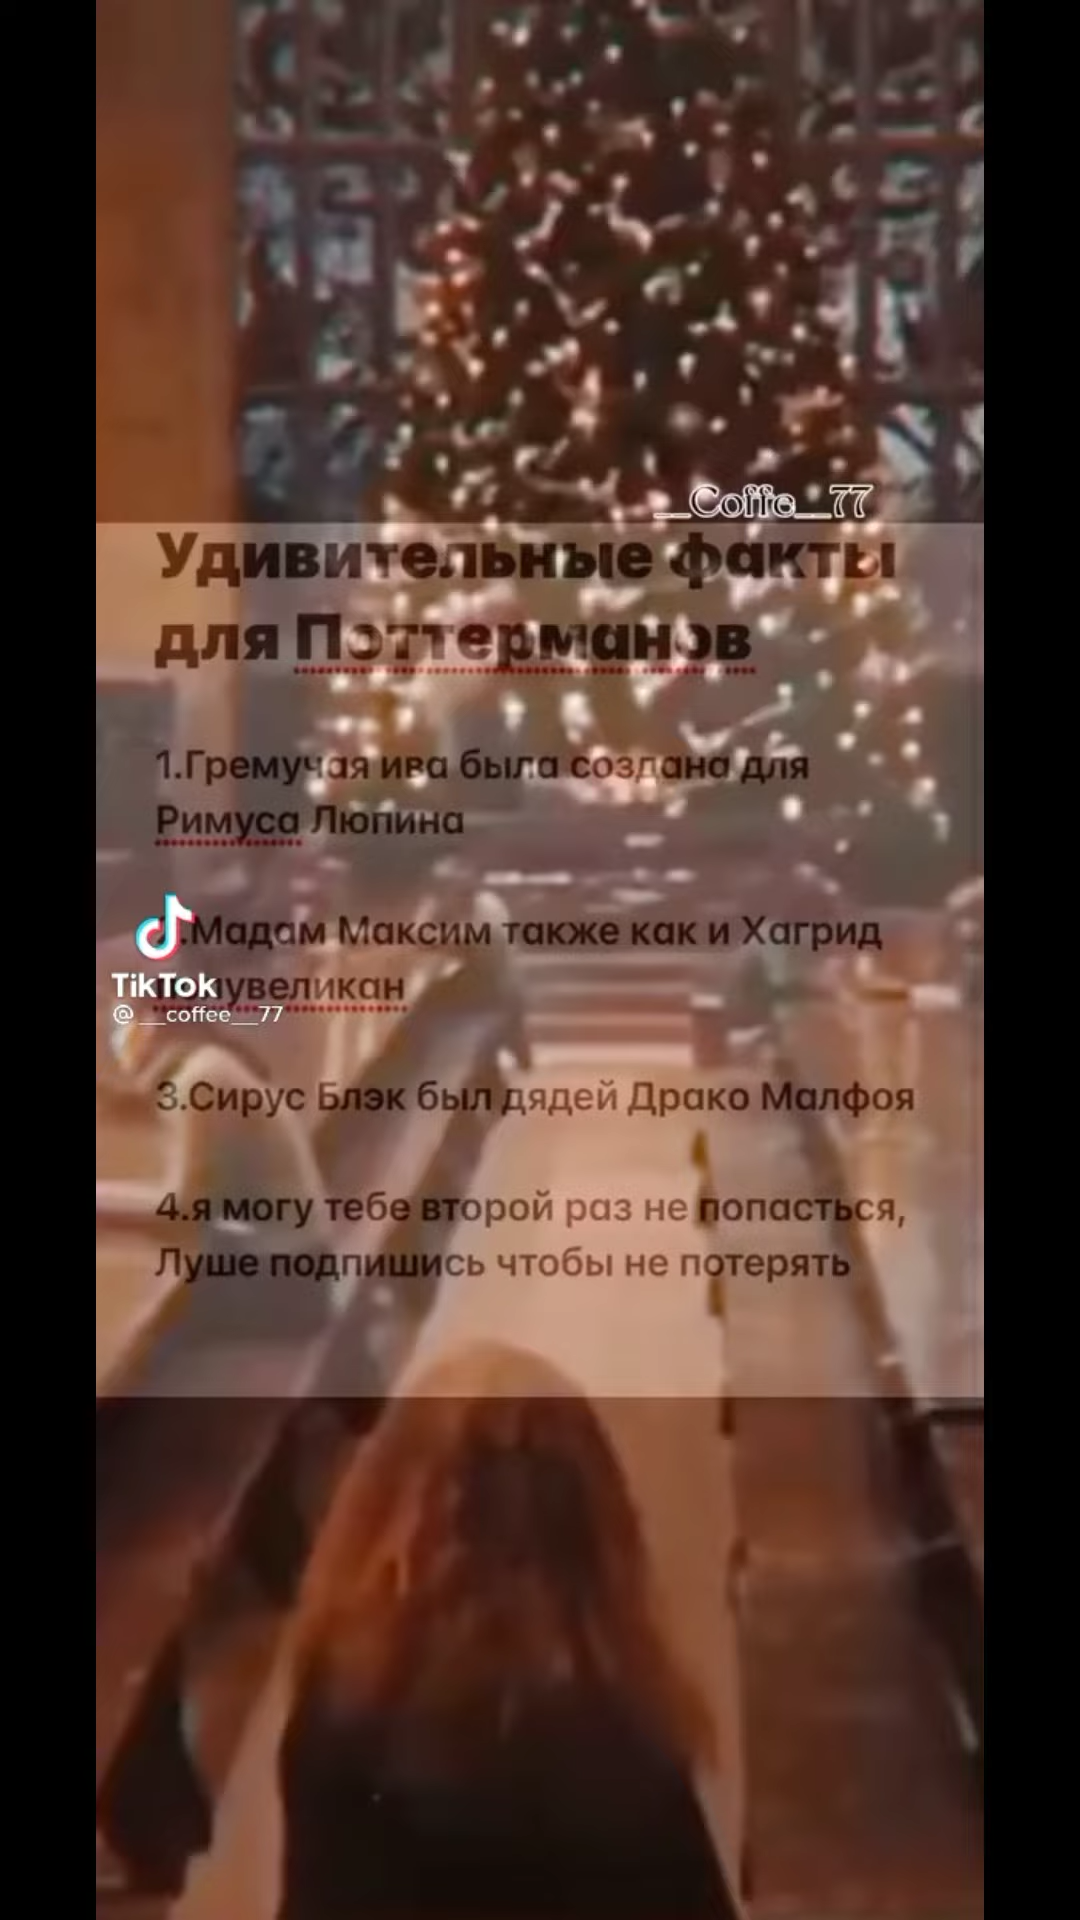 __Coffe__77
Удивительные факты
для Поттерманов
1.Гремучая ива была создана для
Римуса Люпина
.Мадам Максим также как и Хагрид
TikTok
@ __coffee__77
3.Сирус Блэк был дядей Драко Малфоя
4.я могу тебе второй раз не попасться,
Луше подпишись чтобы не потерять